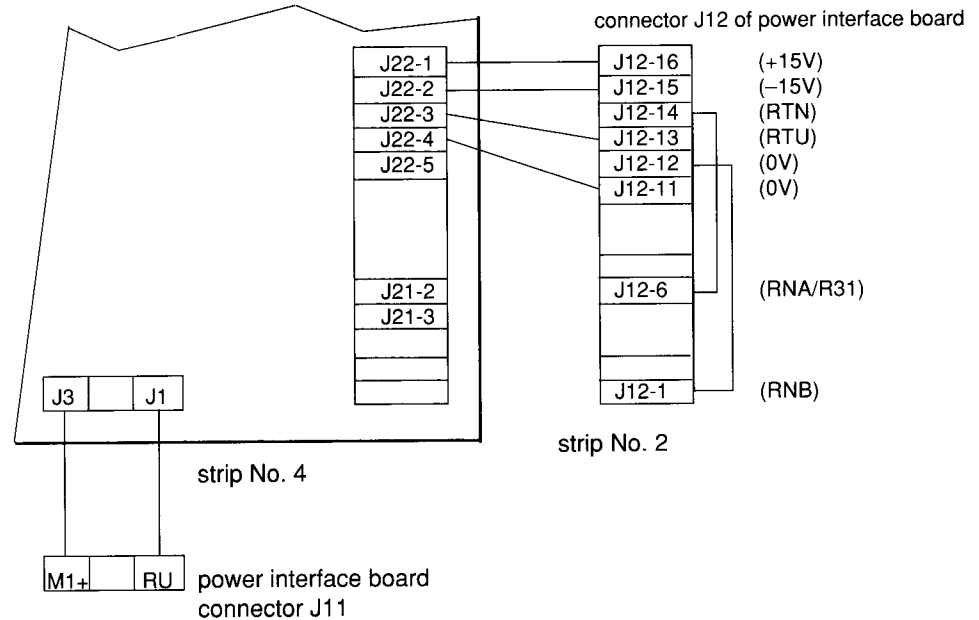 connector J12 of power interface board
J22-1 J12-16 (+15V)
J22-2 J12-15 (−15V)
J22-3 J12-14 (RTN)
J22-4 J12-13 (RTU)
J22-5 J12-12 (0V)
J12-11 (0V)
J21-2 J12-6 (RNA/R31)
J21-3
J3 J1 J12-1 (RNB)
strip No. 2
strip No. 4
M1+ RU power interface board
connector J11